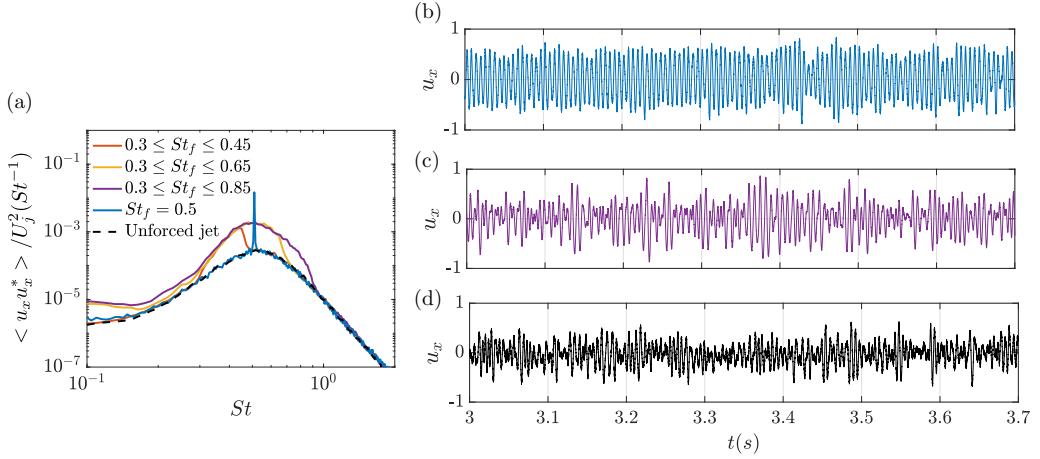 (a)
< u_x u_x^* > /U_j^2(St^{-1})
10^{-1}
10^{-3}
10^{-5}
10^{-7}
0.3 ≤ St_f ≤ 0.45
0.3 ≤ St_f ≤ 0.65
0.3 ≤ St_f ≤ 0.85
St_f = 0.5
Unforced jet
10^{-1}
10^0
St
(b)
u_x
1
0
-1
(c)
u_x
1
0
-1
(d)
u_x
1
0
-1
3
3.1
3.2
3.3
3.4
3.5
3.6
3.7
t(s)